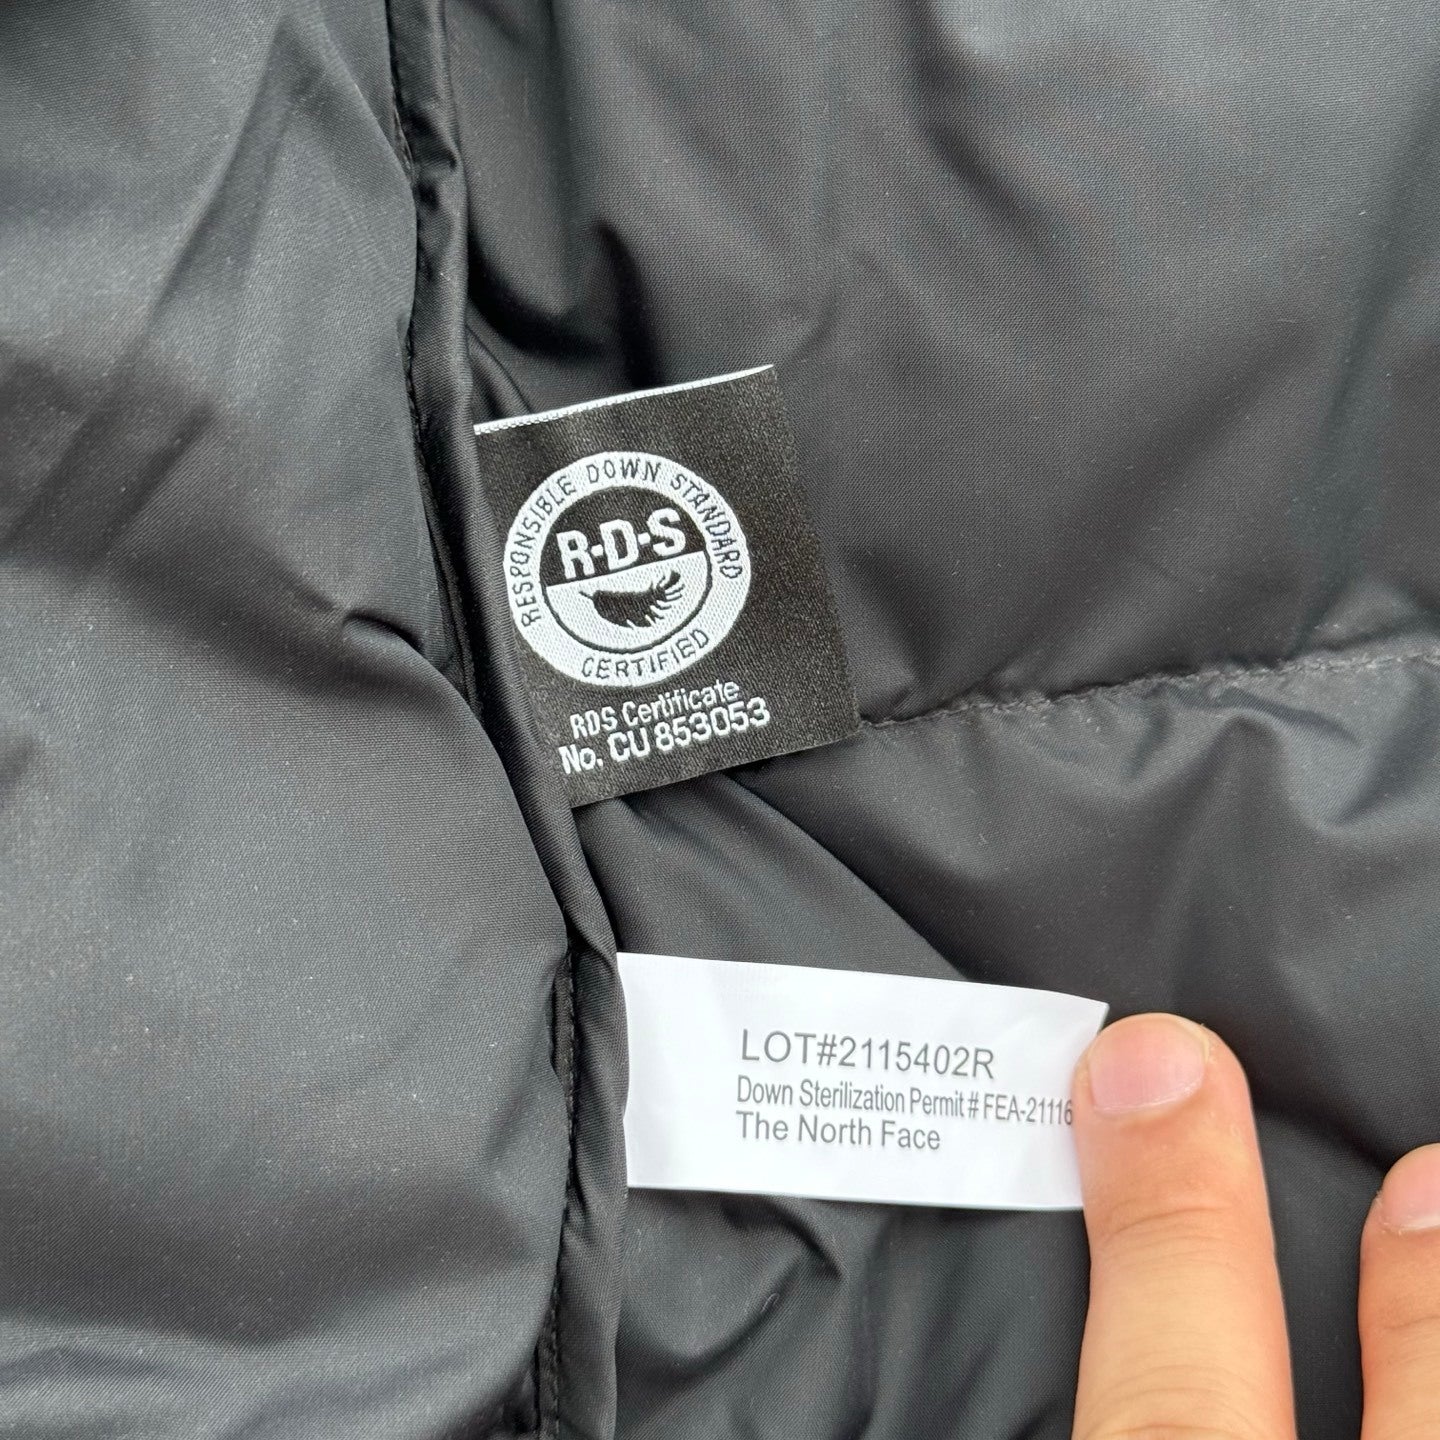 RESPONSIBLE DOWN STANDARD
R·D·S
CERTIFIED
RDS Certificate
No. CU 853053
LOT#2115402R
Down Sterilization Permit # FEA-21116
The North Face